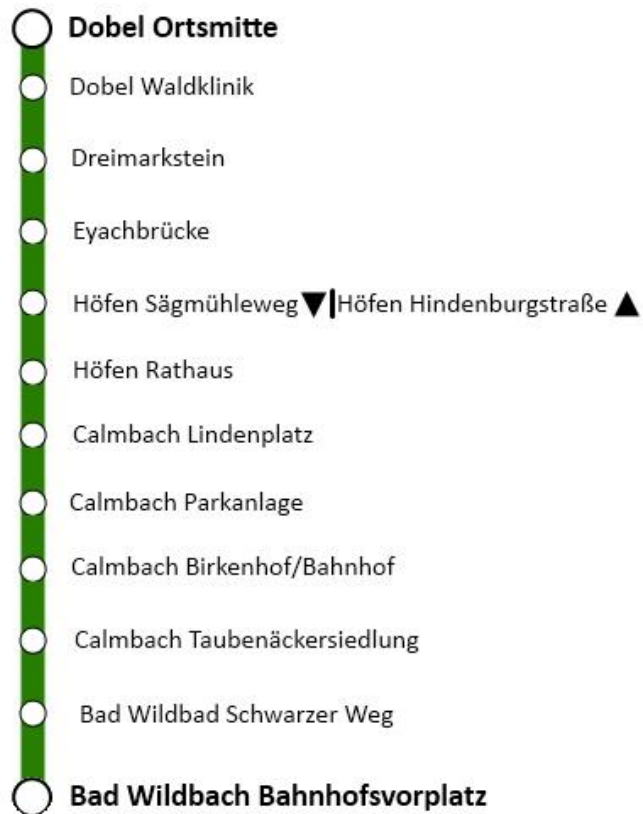 Dobel Ortsmitte
Dobel Waldklinik
Dreimarkstein
Eyachbrücke
Höfen Sägmühleweg▼|Höfen Hindenburgstraße ▲
Höfen Rathaus
Calmbach Lindenplatz
Calmbach Parkanlage
Calmbach Birkenhof/Bahnhof
Calmbach Taubenäckersiedlung
Bad Wildbad Schwarzer Weg
Bad Wildbach Bahnhofsvorplatz